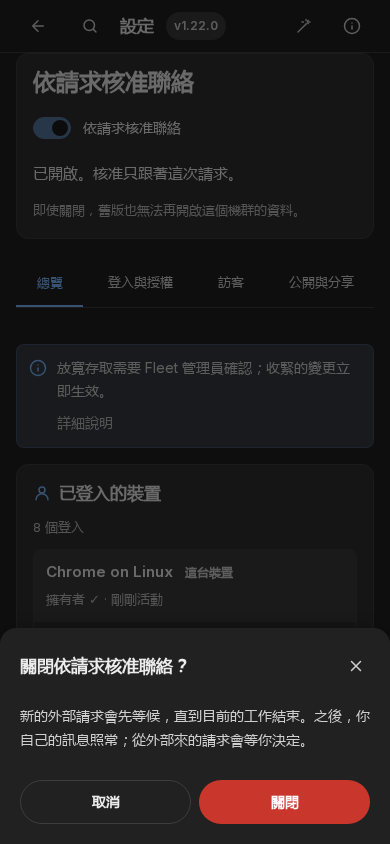 設定 v1.22.0
依請求核准聯絡
依請求核准聯絡
已開啟。核准只跟著這次請求。
即使關閉，舊版也無法再開啟這個機群的資料。
總覽 登入與授權 訪客 公開與分享
放寬存取需要 Fleet 管理員確認；收緊的變更立
即生效。
詳細說明
已登入的裝置
8 個登入
Chrome on Linux 這台裝置
擁有者 ✓ · 剛剛活動
關閉依請求核准聯絡？
新的外部請求會先等候，直到目前的工作結束。之後，你
自己的訊息照常；從外部來的請求會等你決定。
取消 關閉